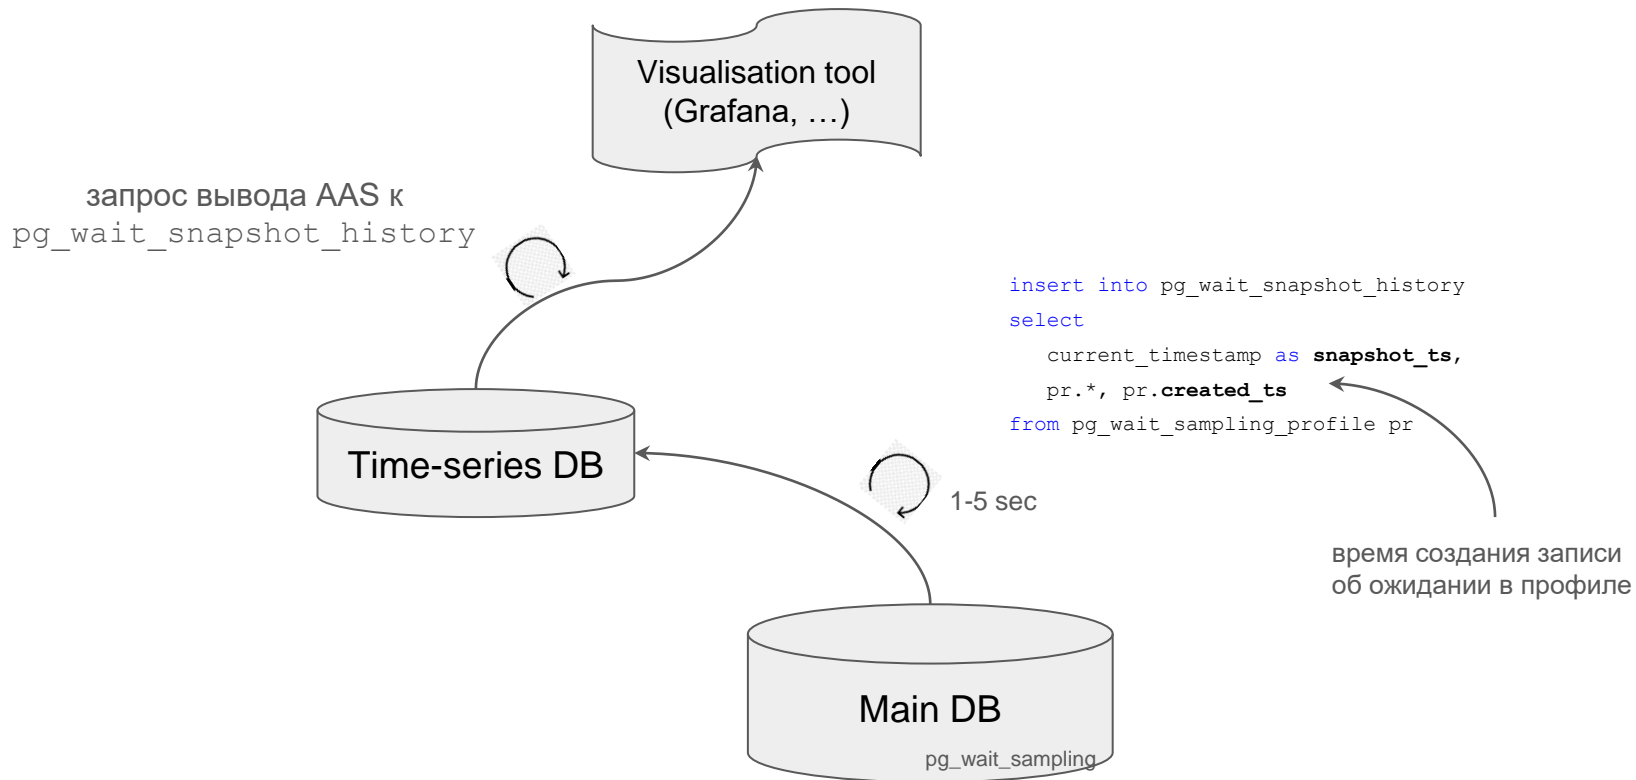 Visualisation tool
(Grafana, …)
запрос вывода AAS к
pg_wait_snapshot_history
insert into pg_wait_snapshot_history
select
current_timestamp as snapshot_ts,
pr.*, pr.created_ts
from pg_wait_sampling_profile pr
Time-series DB
1-5 sec
время создания записи
об ожидании в профиле
Main DB
pg_wait_sampling